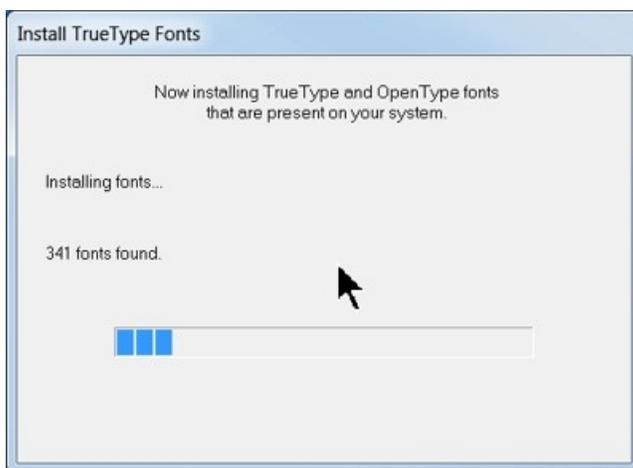 Install TrueType Fonts
Now installing TrueType and OpenType fonts
that are present on your system.
Installing fonts...
341 fonts found.